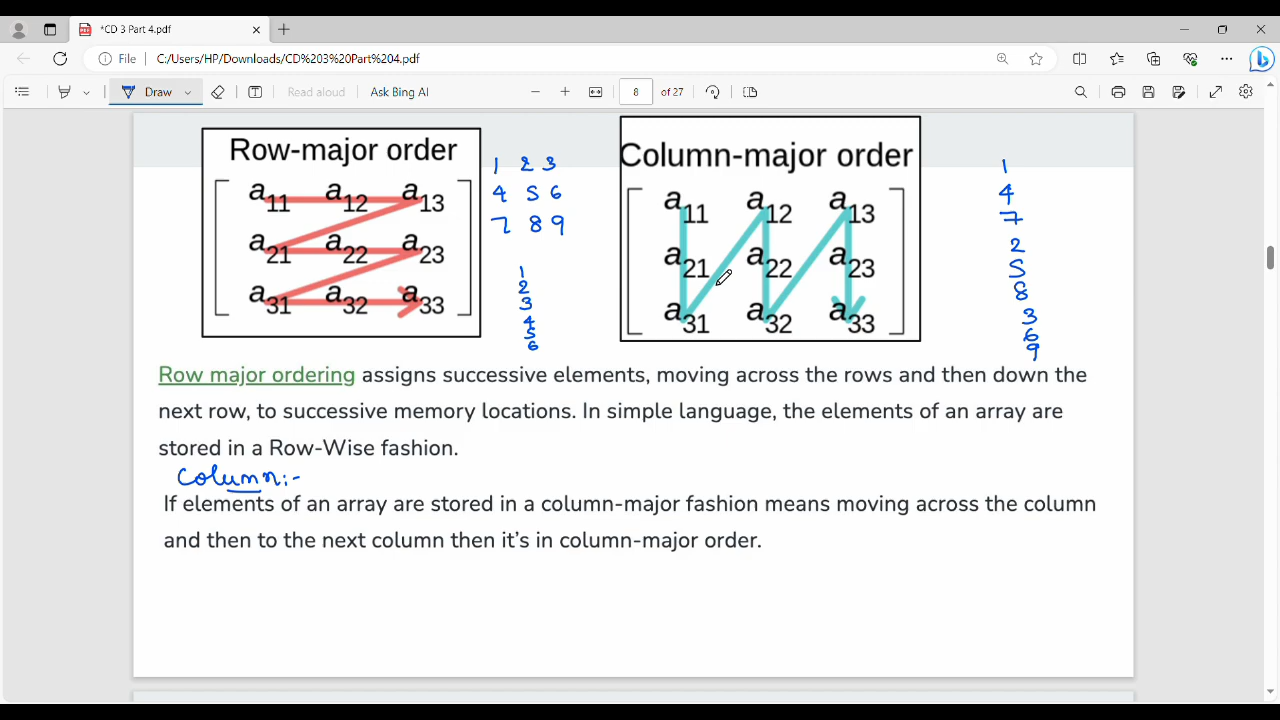 *CD 3 Part 4.pdf
File C:/Users/HP/Downloads/CD%203%20Part%204.pdf
Draw Read aloud Ask Bing AI 8 of 27
Row-major order
a11 a12 a13
a21 a22 a23
a31 a32 a33
1 2 3
4 5 6
7 8 9
1
2
3
4
5
6
Column-major order
a11 a12 a13
a21 a22 a23
a31 a32 a33
1
4
7
2
5
8
3
6
9
Row major ordering assigns successive elements, moving across the rows and then down the
next row, to successive memory locations. In simple language, the elements of an array are
stored in a Row-Wise fashion.
Column:-
If elements of an array are stored in a column-major fashion means moving across the column
and then to the next column then it's in column-major order.